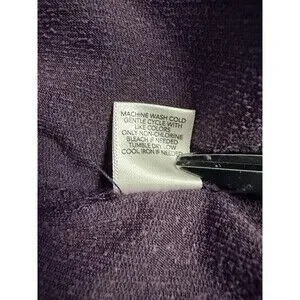 MACHINE WASH COLD
GENTLE CYCLE WITH
LIKE COLORS
ONLY NON-CHLORINE
BLEACH IF NEEDED
TUMBLE DRY LOW
COOL IRON IF NEEDED